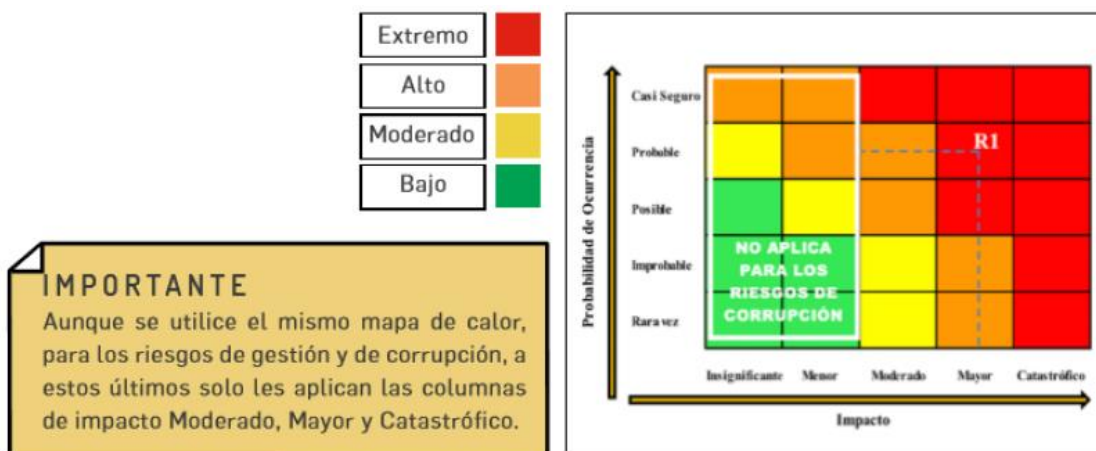 Extremo
Alto
Moderado
Bajo
IMPORTANTE
Aunque se utilice el mismo mapa de calor,
para los riesgos de gestión y de corrupción, a
estos últimos solo les aplican las columnas
de impacto Moderado, Mayor y Catastrófico.
Probabilidad de Ocurrencia
Casi Seguro
Probable
Posible
Improbable
Rara vez
R1
NO APLICA
PARA LOS
RIESGOS DE
CORRUPCIÓN
Insignificante Menor Moderado Mayor Catastrófico
Impacto